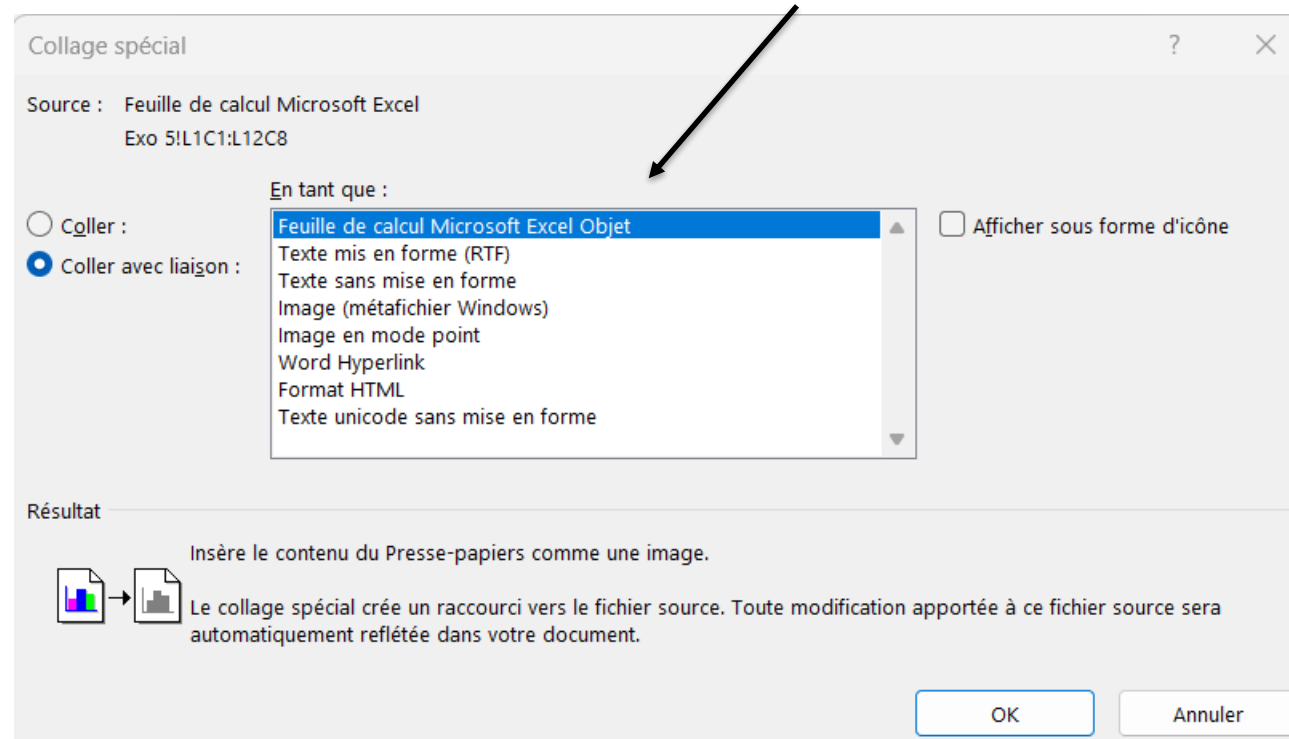 Collage spécial
?
Source : Feuille de calcul Microsoft Excel
Exo 5!L1C1:L12C8
En tant que :
Coller :
Coller avec liaison :
Feuille de calcul Microsoft Excel Objet
Texte mis en forme (RTF)
Texte sans mise en forme
Image (métafichier Windows)
Image en mode point
Word Hyperlink
Format HTML
Texte unicode sans mise en forme
Afficher sous forme d'icône
Résultat
Insère le contenu du Presse-papiers comme une image.
Le collage spécial crée un raccourci vers le fichier source. Toute modification apportée à ce fichier source sera
automatiquement reflétée dans votre document.
OK
Annuler